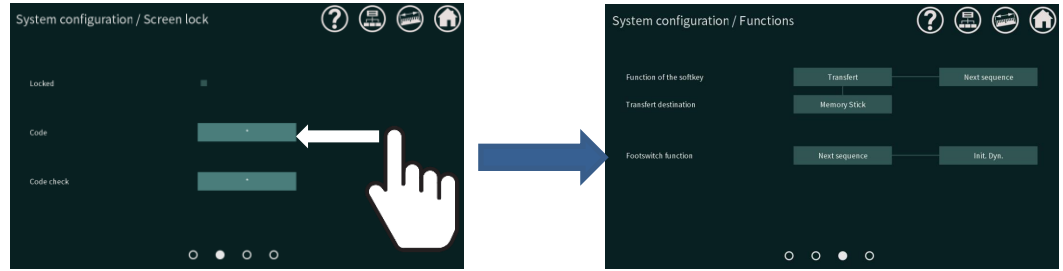 System configuration / Screen lock
?
Locked
Code
*
Code check
*
System configuration / Functions
?
Function of the softkey
Transfert
Next sequence
Transfert destination
Memory Stick
Footswitch function
Next sequence
Init. Dyn.